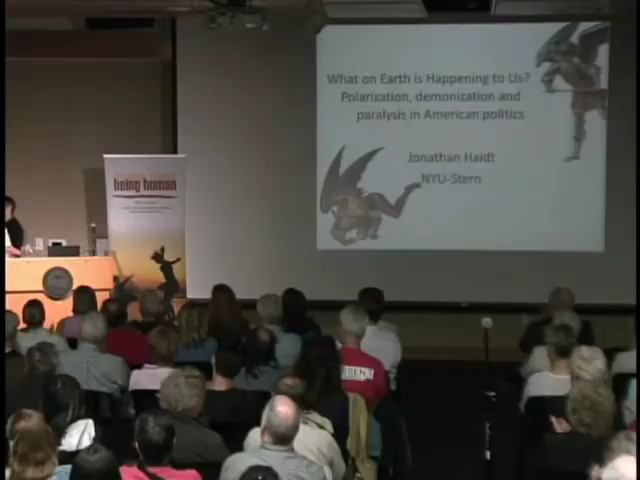 What on Earth is Happening to Us?
Polarization, demonization and
paralysis in American politics
Jonathan Haidt
NYU-Stern
being human